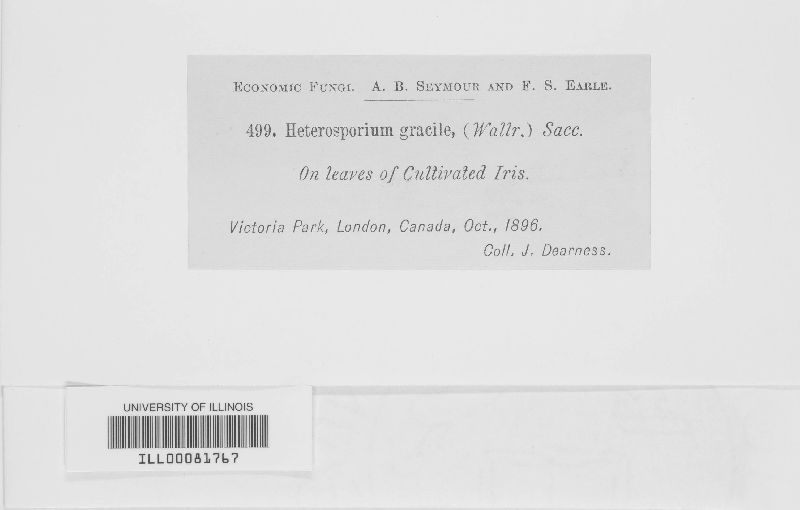 Economic Fungi. A. B. Seymour and F. S. Earle.
499. Heterosporium gracile, (Wallr.) Sacc.
On leaves of Cultivated Iris.
Victoria Park, London, Canada, Oct., 1896.
Coll. J. Dearness.
UNIVERSITY OF ILLINOIS
ILL00081767